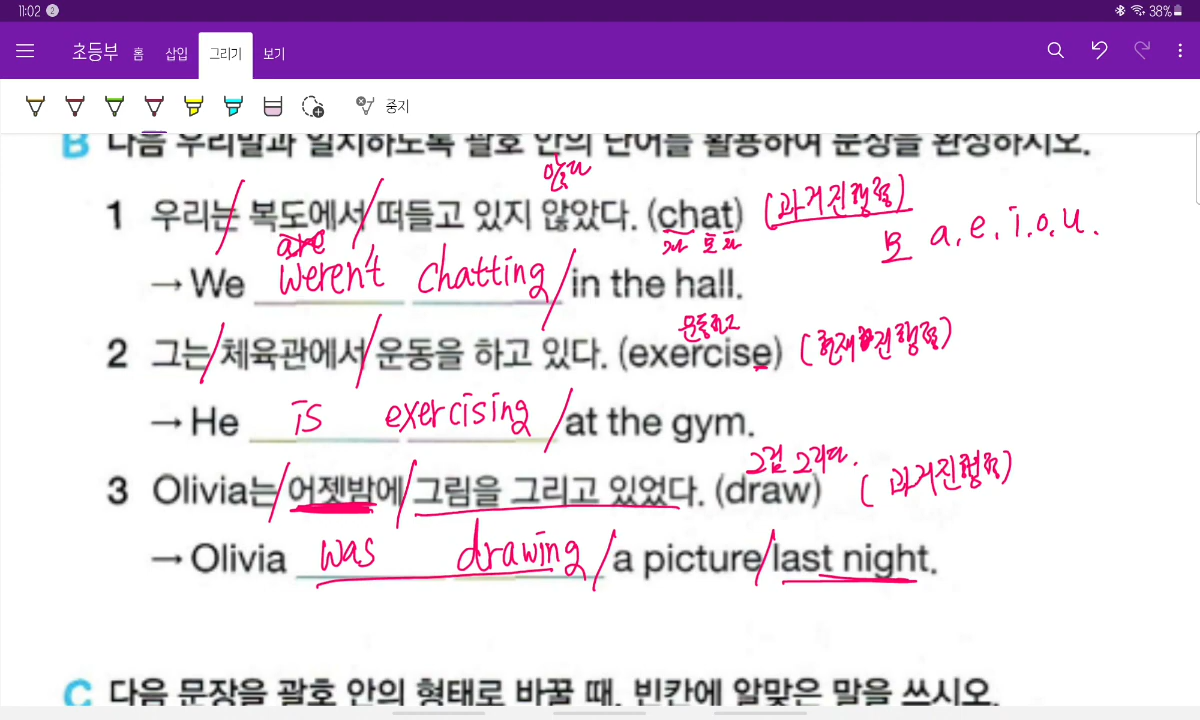 11:02 2 38%
초등부 홈 삽입 그리기 보기
중지
B 다음 우리말과 일치하도록 괄호 안의 단어를 활용하여 문장을 완성하시오.
1 우리는/복도에서/떠들고 있지 않았다. (chat) (과거진행형)
are 자 모 자 모 a, e, i, o, u.
→ We weren't chatting/in the hall.
운동하고
2 그는/체육관에서/운동을 하고 있다. (exercise) (현재진행형)
→ He is exercising/at the gym.
그림 그리다.
3 Olivia는/어젯밤에/그림을 그리고 있었다. (draw) (과거진행형)
→ Olivia was drawing/a picture/last night.
C 다음 문장을 괄호 안의 형태로 바꿀 때, 빈칸에 알맞은 말을 쓰시오.